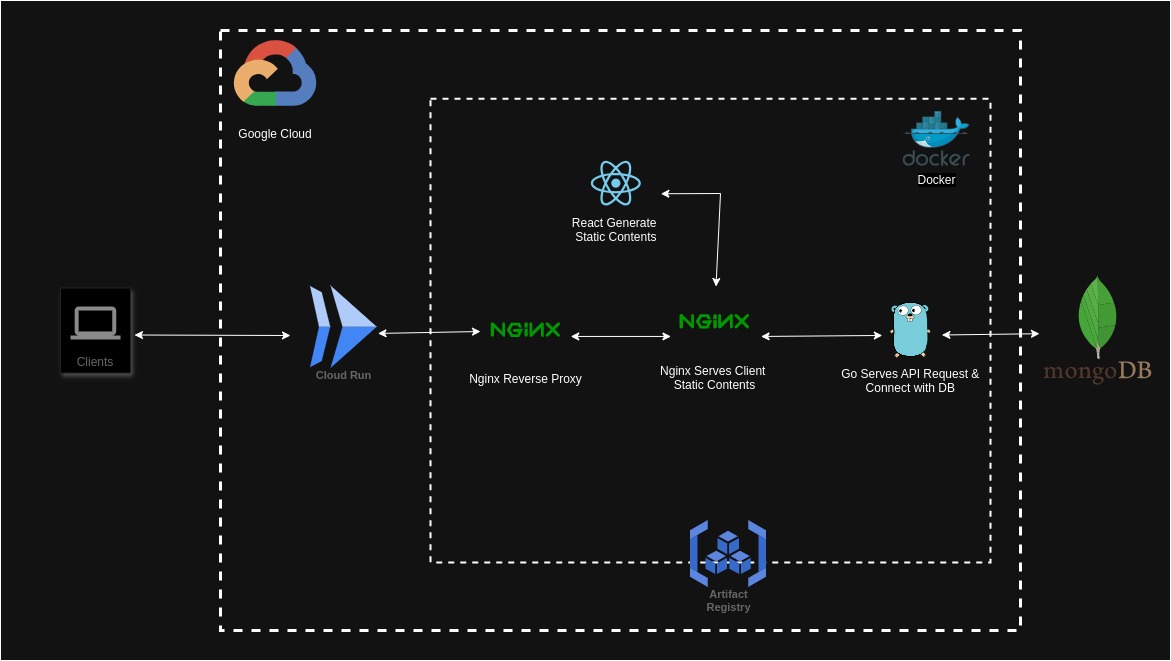 Google Cloud
docker
Docker
React Generate
Static Contents
Clients
Cloud Run
NGINX
Nginx Reverse Proxy
NGINX
Nginx Serves Client
Static Contents
Go Serves API Request &
Connect with DB
mongoDB
Artifact
Registry